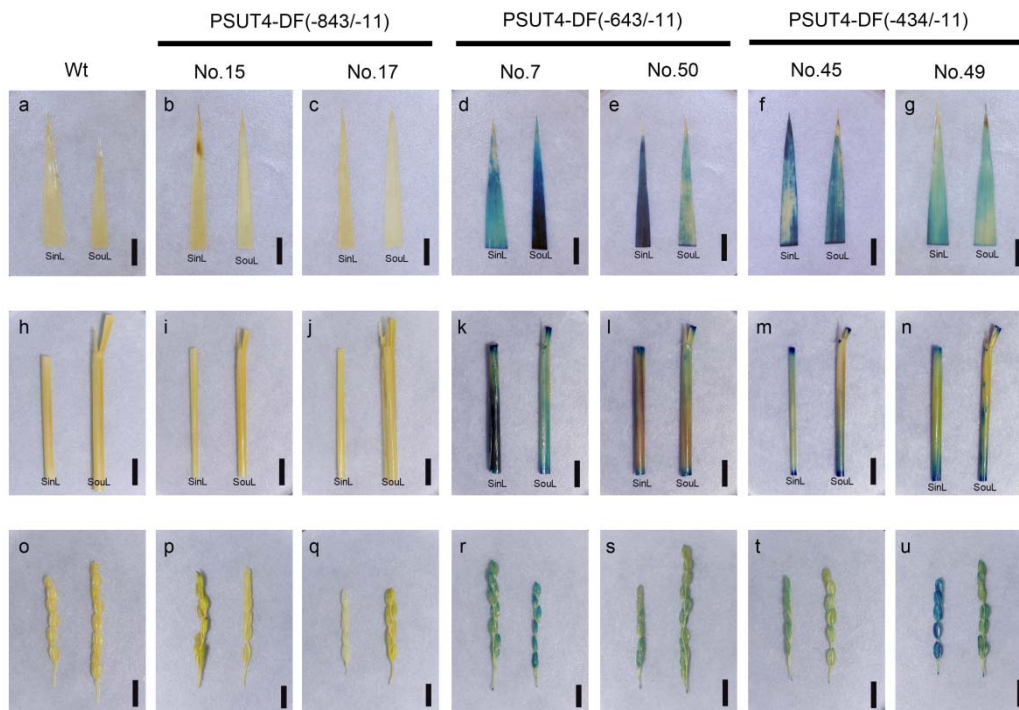 PSUT4-DF(-843/-11) PSUT4-DF(-643/-11) PSUT4-DF(-434/-11)
Wt No.15 No.17 No.7 No.50 No.45 No.49
a b c d e f g
SinL SouL SinL SouL SinL SouL SinL SouL SinL SouL SinL SouL SinL SouL
h i j k l m n
SinL SouL SinL SouL SinL SouL SinL SouL SinL SouL SinL SouL SinL SouL
o p q r s t u